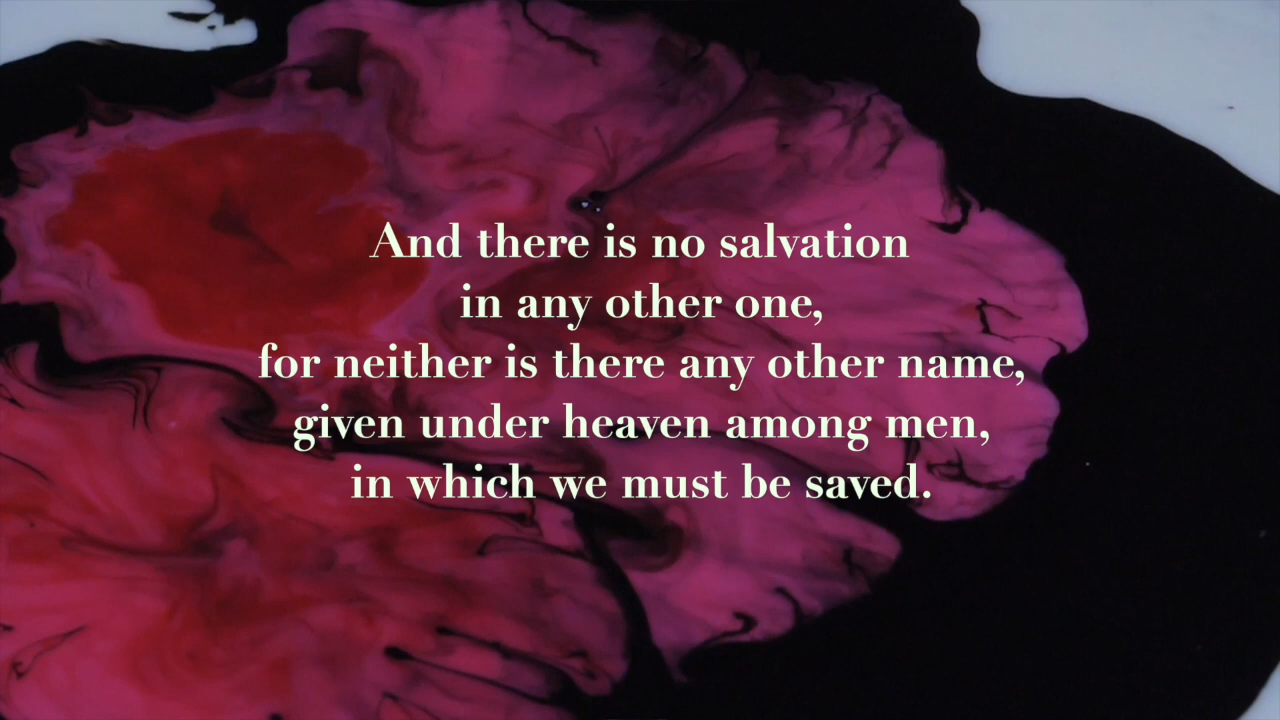 And there is no salvation
in any other one,
for neither is there any other name,
given under heaven among men,
in which we must be saved.